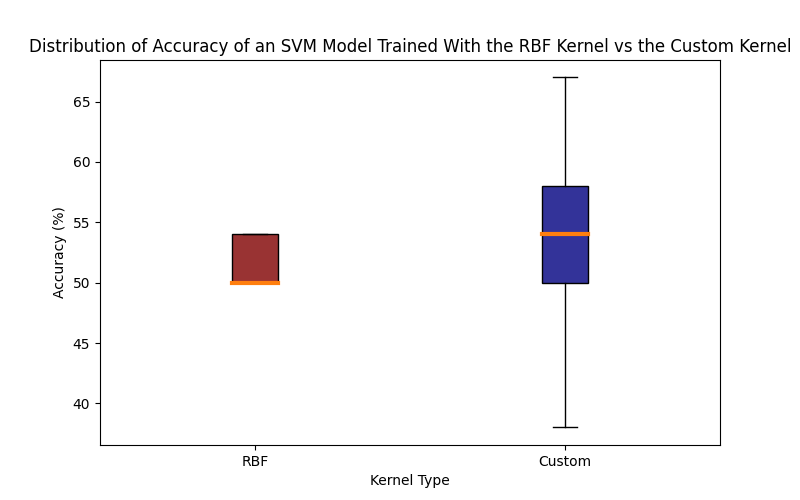 Distribution of Accuracy of an SVM Model Trained With the RBF Kernel vs the Custom Kernel
65
60
55
50
45
40
Accuracy (%)
RBF
Custom
Kernel Type